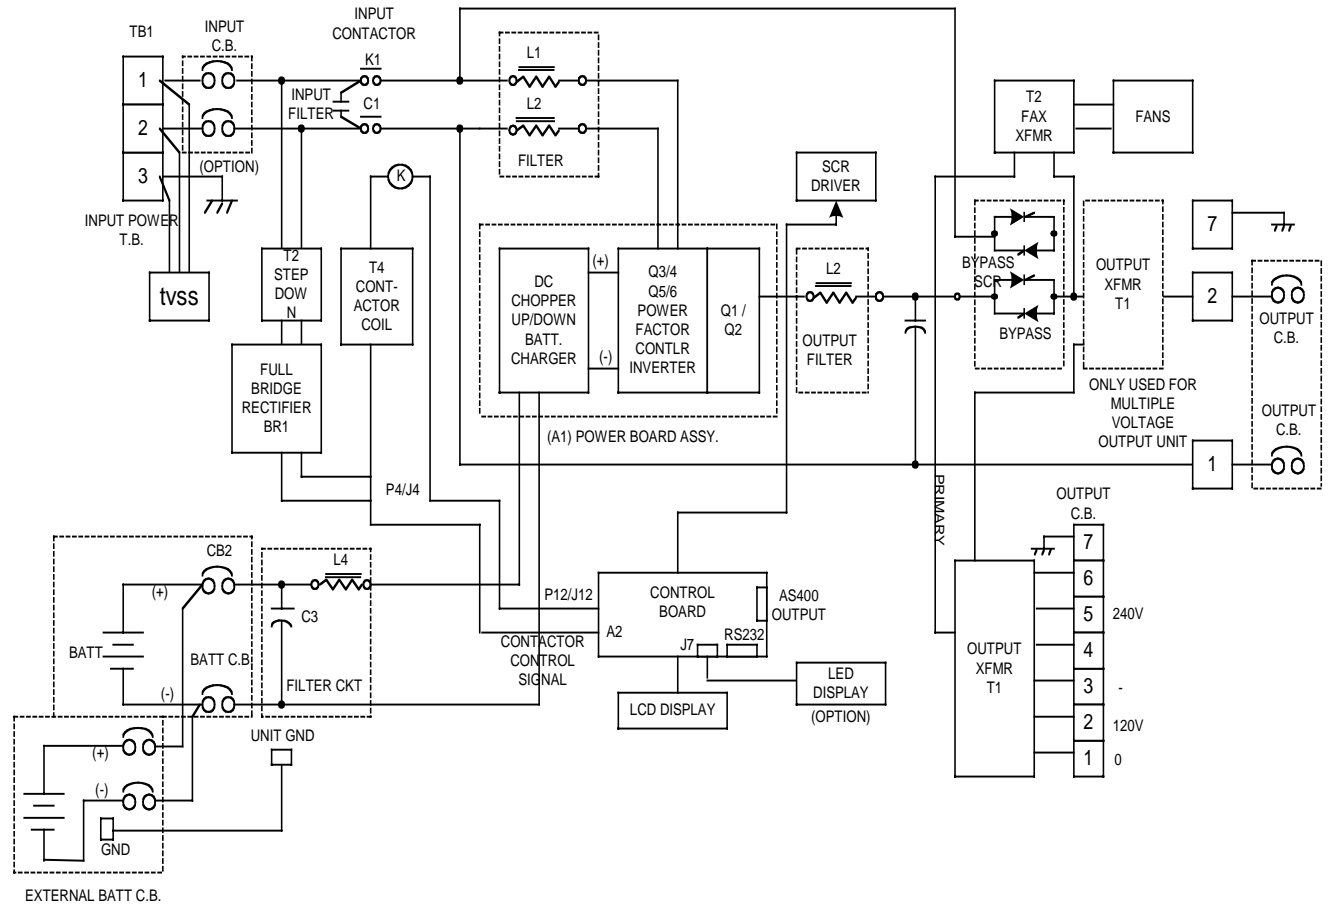 TB1
INPUT
C.B.
INPUT
CONTACTOR
K1
L1
1
INPUT
FILTER
C1
L2
2
(OPTION)
FILTER
3
INPUT POWER
T.B.
tvss
K
T2
FAX
XFMR
FANS
SCR
DRIVER
T2
STEP
DOW
N
T4
CONT-
ACTOR
COIL
DC
CHOPPER
UP/DOWN
BATT.
CHARGER
(+)
(-)
Q3/4
Q5/6
POWER
FACTOR
CONTLR
INVERTER
Q1 /
Q2
L2
OUTPUT
FILTER
BYPASS
SCR
BYPASS
OUTPUT
XFMR
T1
7
2
OUTPUT
C.B.
FULL
BRIDGE
RECTIFIER
BR1
(A1) POWER BOARD ASSY.
ONLY USED FOR
MULTIPLE
VOLTAGE
OUTPUT UNIT
OUTPUT
C.B.
1
P4/J4
PRIMARY
OUTPUT
C.B.
7
6
5
240V
4
3
-
2
120V
1
0
OUTPUT
XFMR
T1
CB2
L4
(+)
C3
BATT
BATT C.B
(-)
FILTER CKT
P12/J12
CONTROL
BOARD
AS400
OUTPUT
A2
J7
RS232
CONTACTOR
CONTROL
SIGNAL
LCD DISPLAY
LED
DISPLAY
(OPTION)
UNIT GND
(+)
(-)
GND
EXTERNAL BATT C.B.